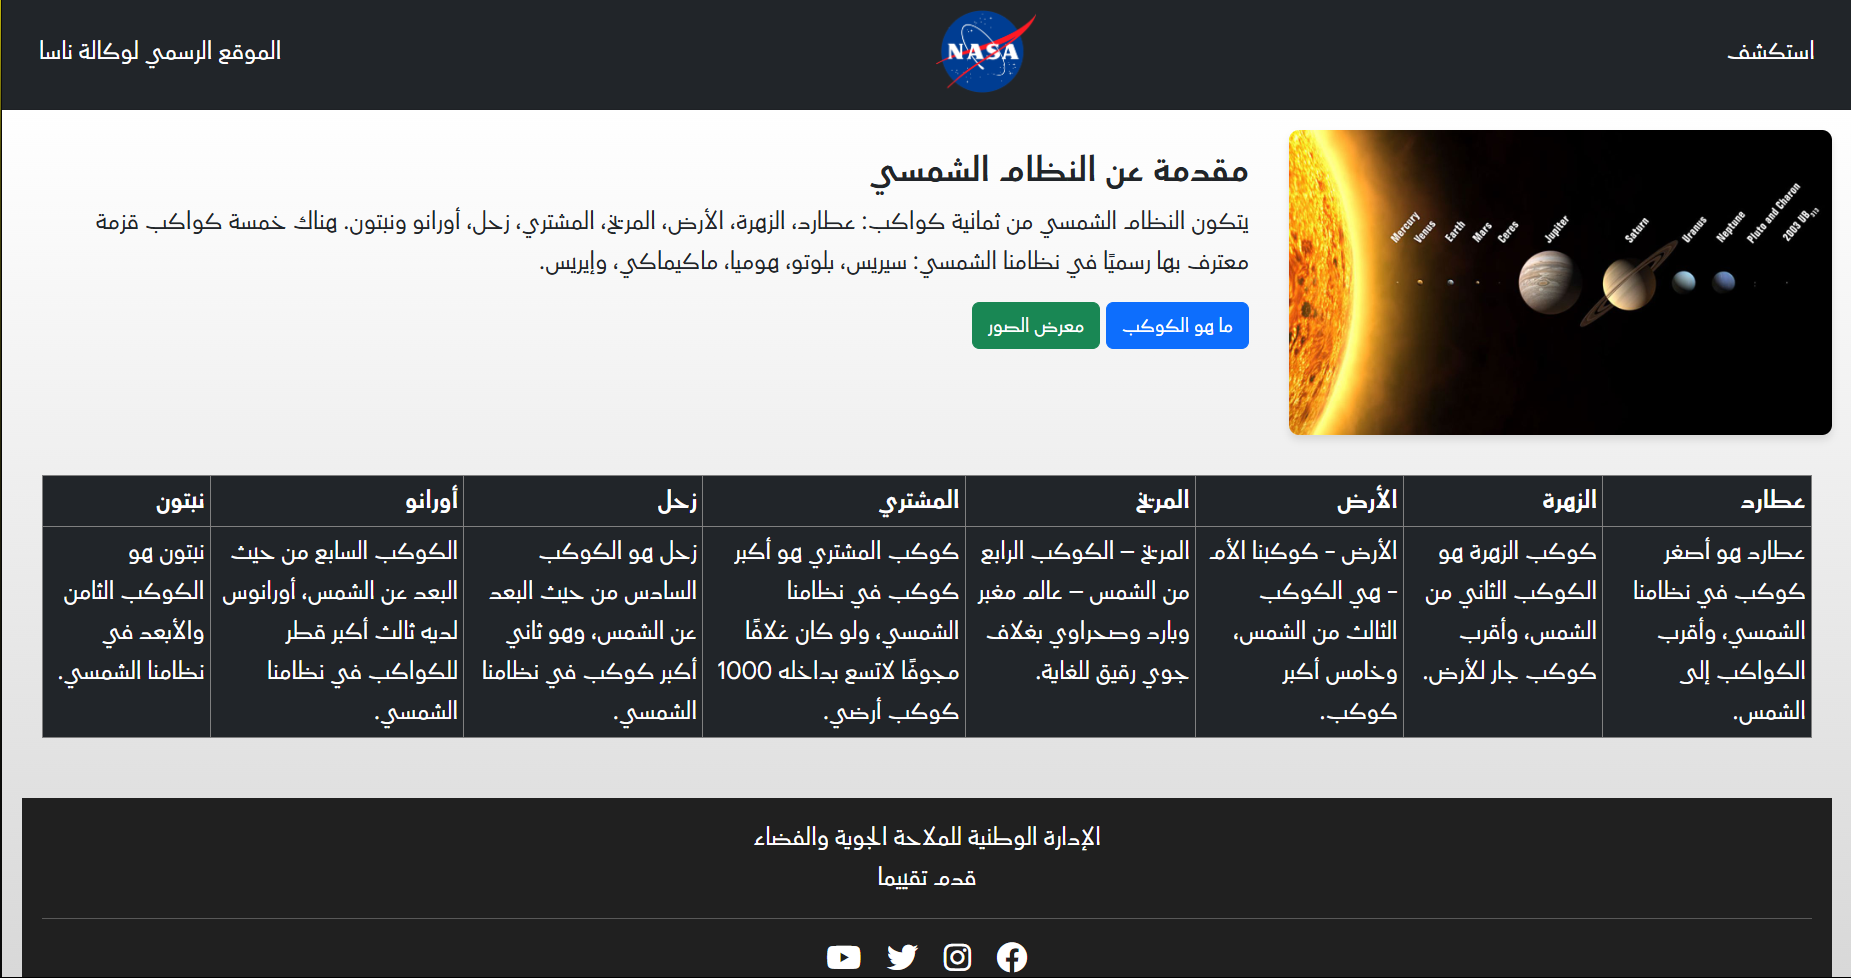 استكشف
NASA
الموقع الرسمي لوكالة ناسا
Mercury
Venus
Earth
Mars
Ceres
Jupiter
Saturn
Uranus
Neptune
Pluto and Charon
2003 UB313
مقدمة عن النظام الشمسي
يتكون النظام الشمسي من ثمانية كواكب: عطارد، الزهرة، الأرض، المريخ، المشتري، زحل، أورانو ونبتون. هناك خمسة كواكب قزمة
معترف بها رسميًا في نظامنا الشمسي: سيريس، بلوتو، هوميا، ماكيماكي، وإيريس.
ما هو الكوكب
معرض الصور
عطارد
الزهرة
الأرض
المريخ
المشتري
زحل
أورانو
نبتون
عطارد هو أصغر
كوكب في نظامنا
الشمسي، وأقرب
الكواكب إلى
الشمس.
كوكب الزهرة هو
الكوكب الثاني من
الشمس، وأقرب
كوكب جار للأرض.
الأرض - كوكبنا الأم
- هي الكوكب
الثالث من الشمس،
وخامس أكبر
كوكب.
المريخ – الكوكب الرابع
من الشمس – عالم مغبر
وبارد وصحراوي بغلاف
جوي رقيق للغاية.
كوكب المشتري هو أكبر
كوكب في نظامنا
الشمسي، ولو كان غلافًا
مجوفًا لاتسع بداخله 1000
كوكب أرضي.
زحل هو الكوكب
السادس من حيث البعد
عن الشمس، وهو ثاني
أكبر كوكب في نظامنا
الشمسي.
الكوكب السابع من حيث
البعد عن الشمس، أورانوس
لديه ثالث أكبر قطر
للكواكب في نظامنا
الشمسي.
نبتون هو
الكوكب الثامن
والأبعد في
نظامنا الشمسي.
الإدارة الوطنية للملاحة الجوية والفضاء
قدم تقييما